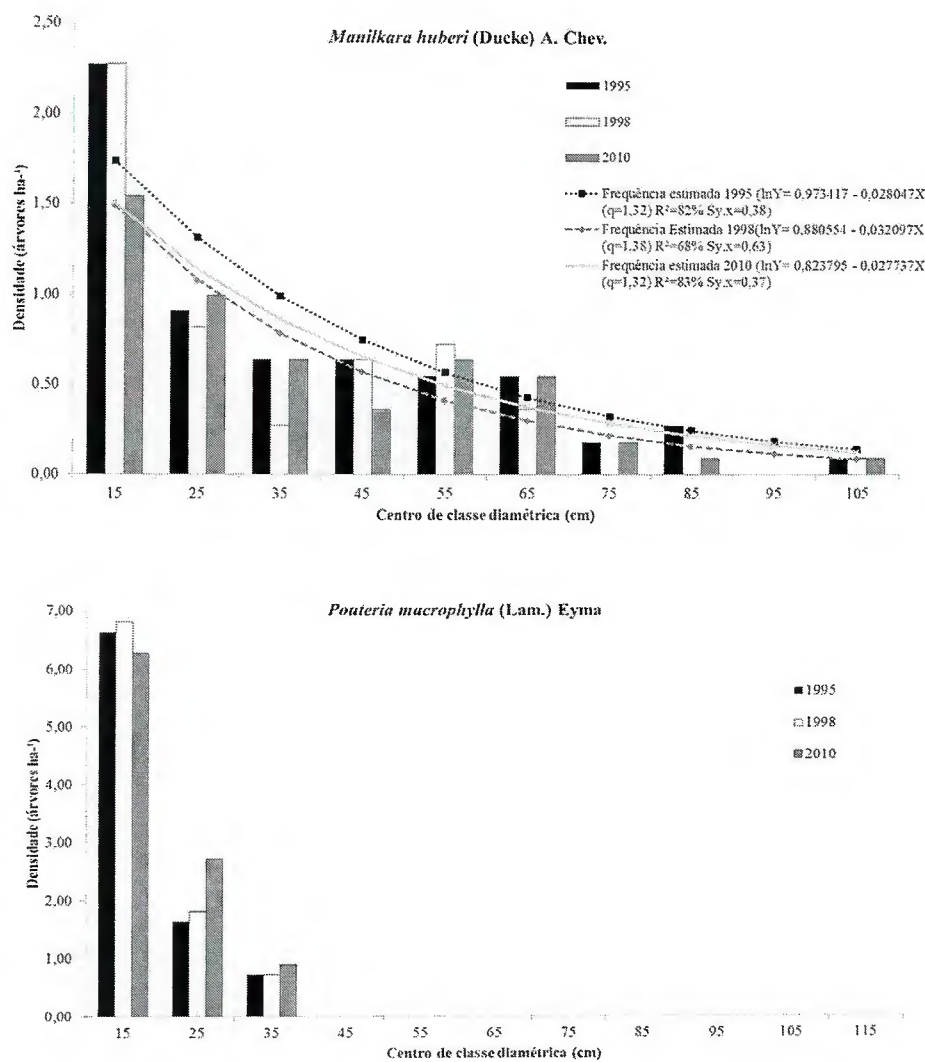 Manilkara huberi (Ducke) A. Chev.
2,50
2,00
1,50
1,00
0,50
0,00
Densidade (árvores ha-¹)
1995
1998
2010
Frequência estimada 1995 (lnY= 0,973417 - 0,028047X
(q=1,32) R²=82% Sy.x=0,38)
Frequência Estimada 1998(lnY= 0,880554 - 0,032097X
(q=1,38) R²=68% Sy.x=0,63)
Frequência estimada 2010 (lnY= 0,823795 - 0,027737X
(q=1,32) R²=83% Sy.x=0,37)
15 25 35 45 55 65 75 85 95 105
Centro de classe diamétrica (cm)
Pouteria macrophylla (Lam.) Eyma
7,00
6,00
5,00
4,00
3,00
2,00
1,00
0,00
Densidade (árvores ha-¹)
1995
1998
2010
15 25 35 45 55 65 75 85 95 105 115
Centro de classe diamétrica (cm)